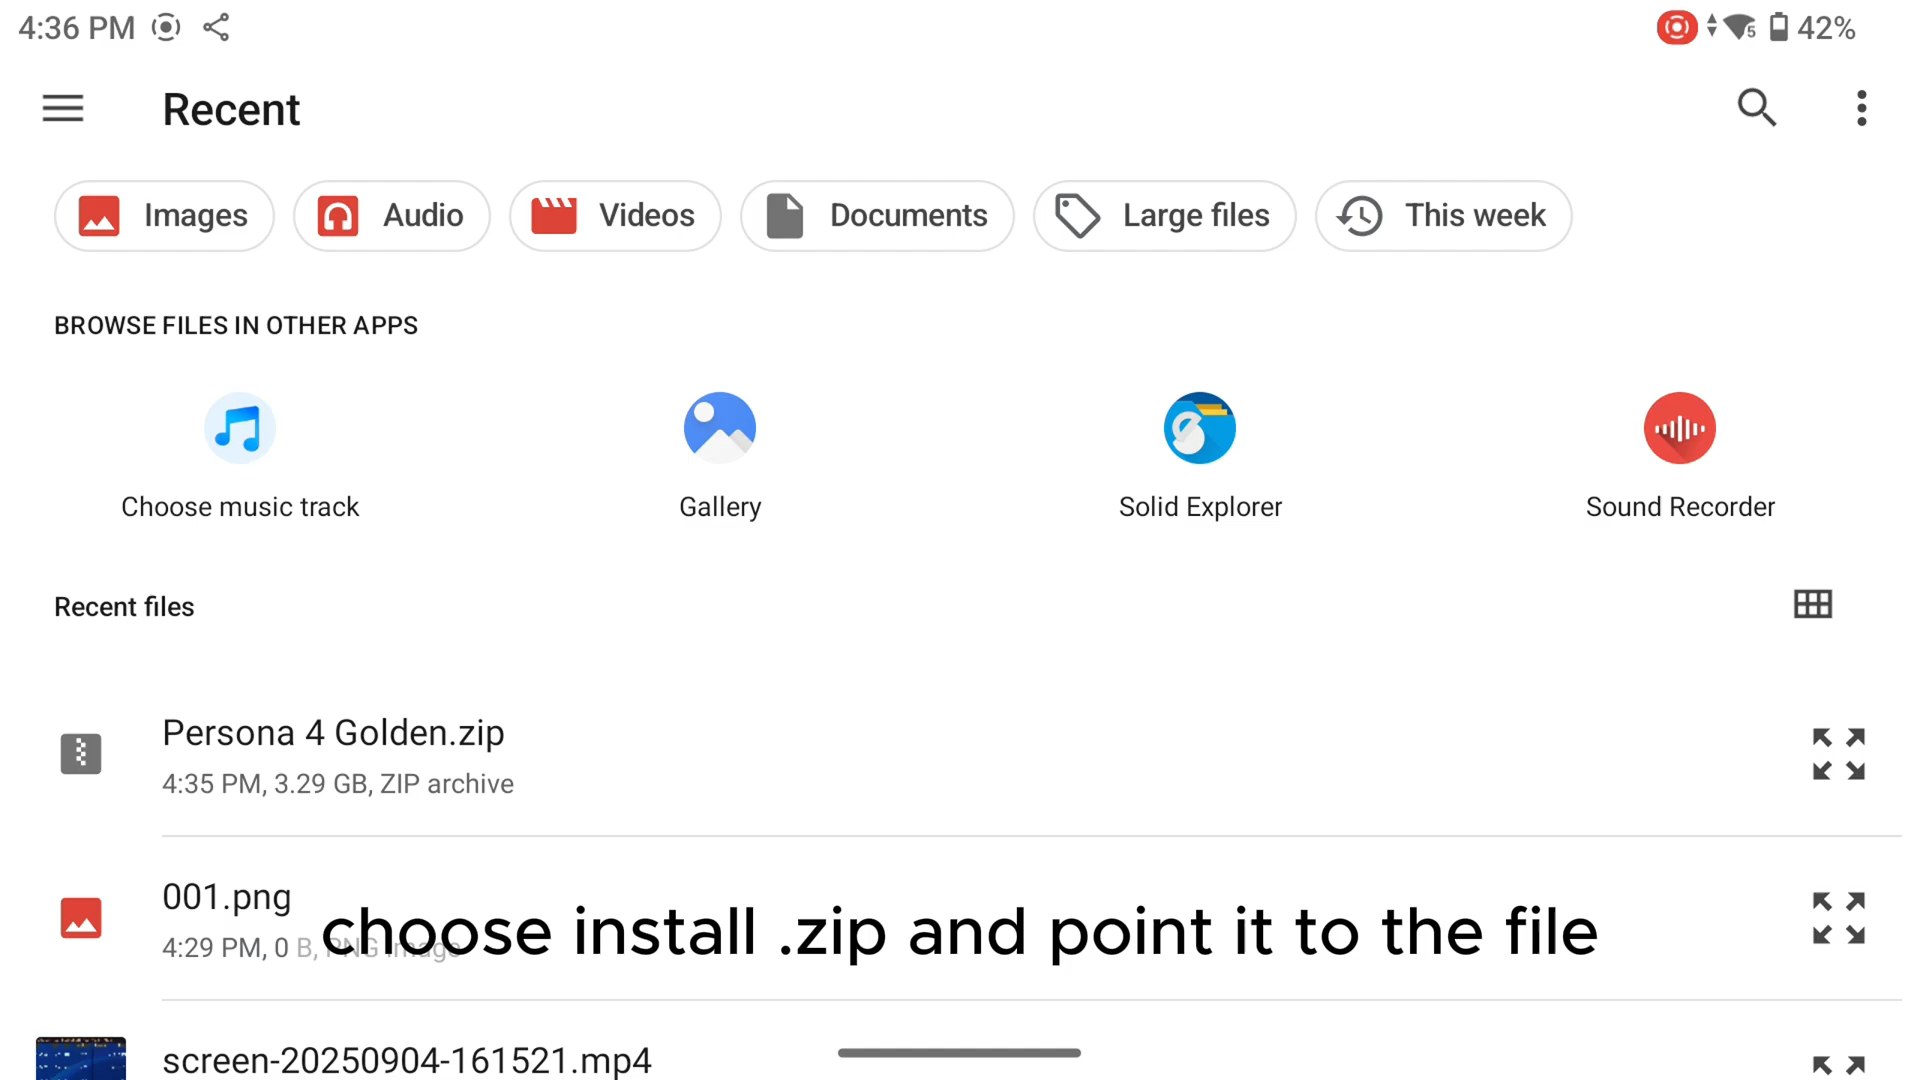 4:36 PM
5 42%
Recent
Images
Audio
Videos
Documents
Large files
This week
BROWSE FILES IN OTHER APPS
Choose music track
Gallery
Solid Explorer
Sound Recorder
Recent files
Persona 4 Golden.zip
4:35 PM, 3.29 GB, ZIP archive
001.png
4:29 PM, 0 B, PNG image
choose install .zip and point it to the file
screen-20250904-161521.mp4